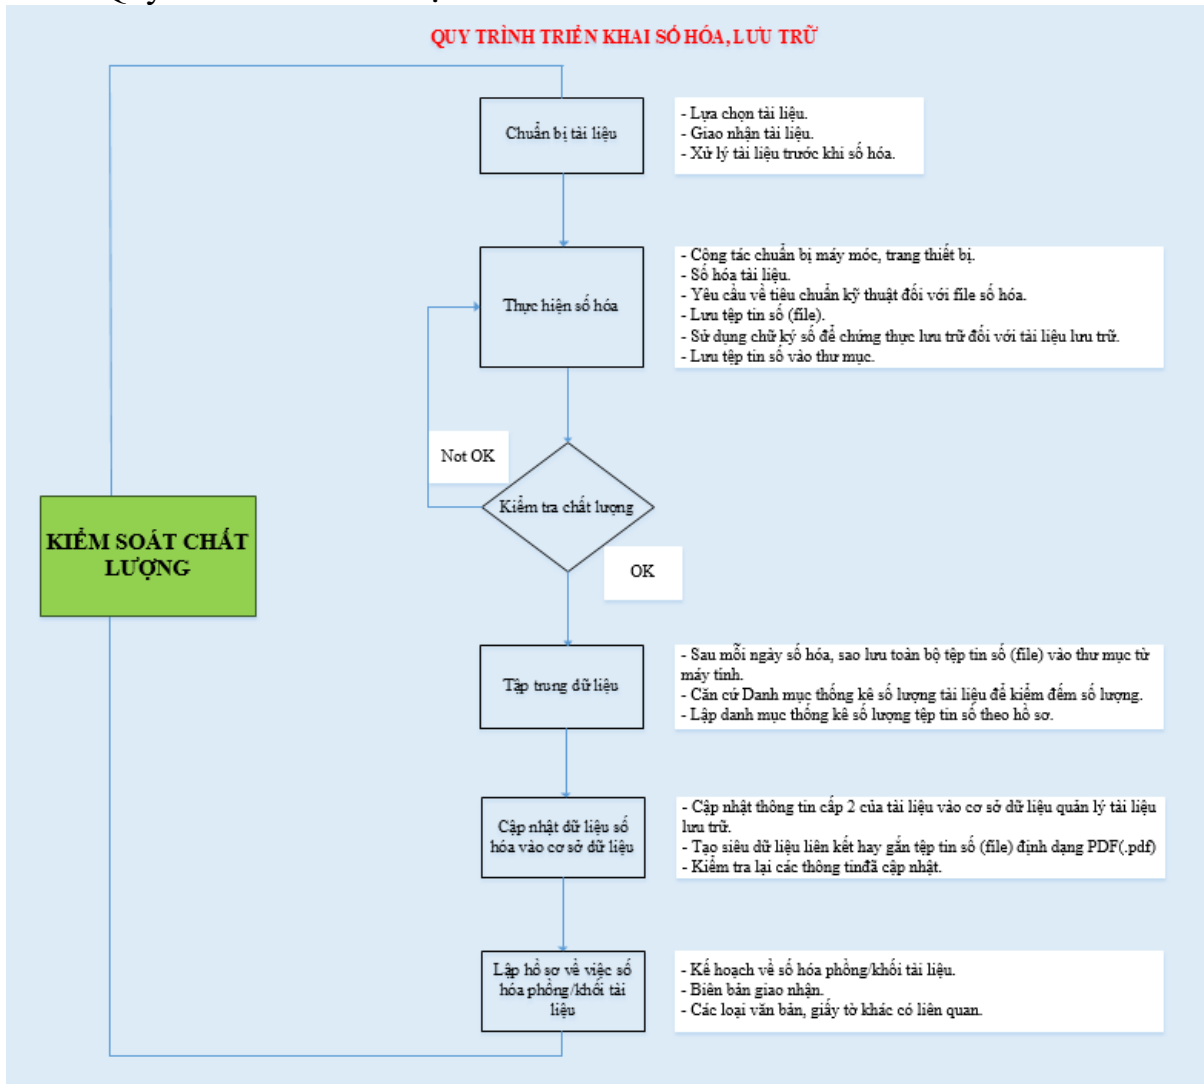 QUY TRÌNH TRIỂN KHAI SỐ HÓA, LƯU TRỮ
Chuẩn bị tài liệu
- Lựa chọn tài liệu.
- Giao nhận tài liệu.
- Xử lý tài liệu trước khi số hóa.
Thực hiện số hóa
- Công tác chuẩn bị máy móc, trang thiết bị.
- Số hóa tài liệu.
- Yêu cầu về tiêu chuẩn kỹ thuật đối với file số hóa.
- Lưu tệp tin số (file).
- Sử dụng chữ ký số để chứng thực lưu trữ đối với tài liệu lưu trữ.
- Lưu tệp tin số vào thư mục.
Not OK
Kiểm tra chất lượng
OK
KIỂM SOÁT CHẤT
LƯỢNG
Tập trung dữ liệu
- Sau mỗi ngày số hóa, sao lưu toàn bộ tệp tin số (file) vào thư mục từ
máy tính.
- Căn cứ Danh mục thống kê số lượng tài liệu để kiểm đếm số lượng.
- Lập danh mục thống kê số lượng tệp tin số theo hồ sơ.
Cập nhật dữ liệu số
hóa vào cơ sở dữ liệu
- Cập nhật thông tin cấp 2 của tài liệu vào cơ sở dữ liệu quản lý tài liệu
lưu trữ.
- Tạo siêu dữ liệu liên kết hay gắn tệp tin số (file) định dạng PDF(.pdf)
- Kiểm tra lại các thông tinđã cập nhật.
Lập hồ sơ về việc số
hóa phông/khối tài
liệu
- Kế hoạch về số hóa phông/khối tài liệu.
- Biên bản giao nhận.
- Các loại văn bản, giấy tờ khác có liên quan.